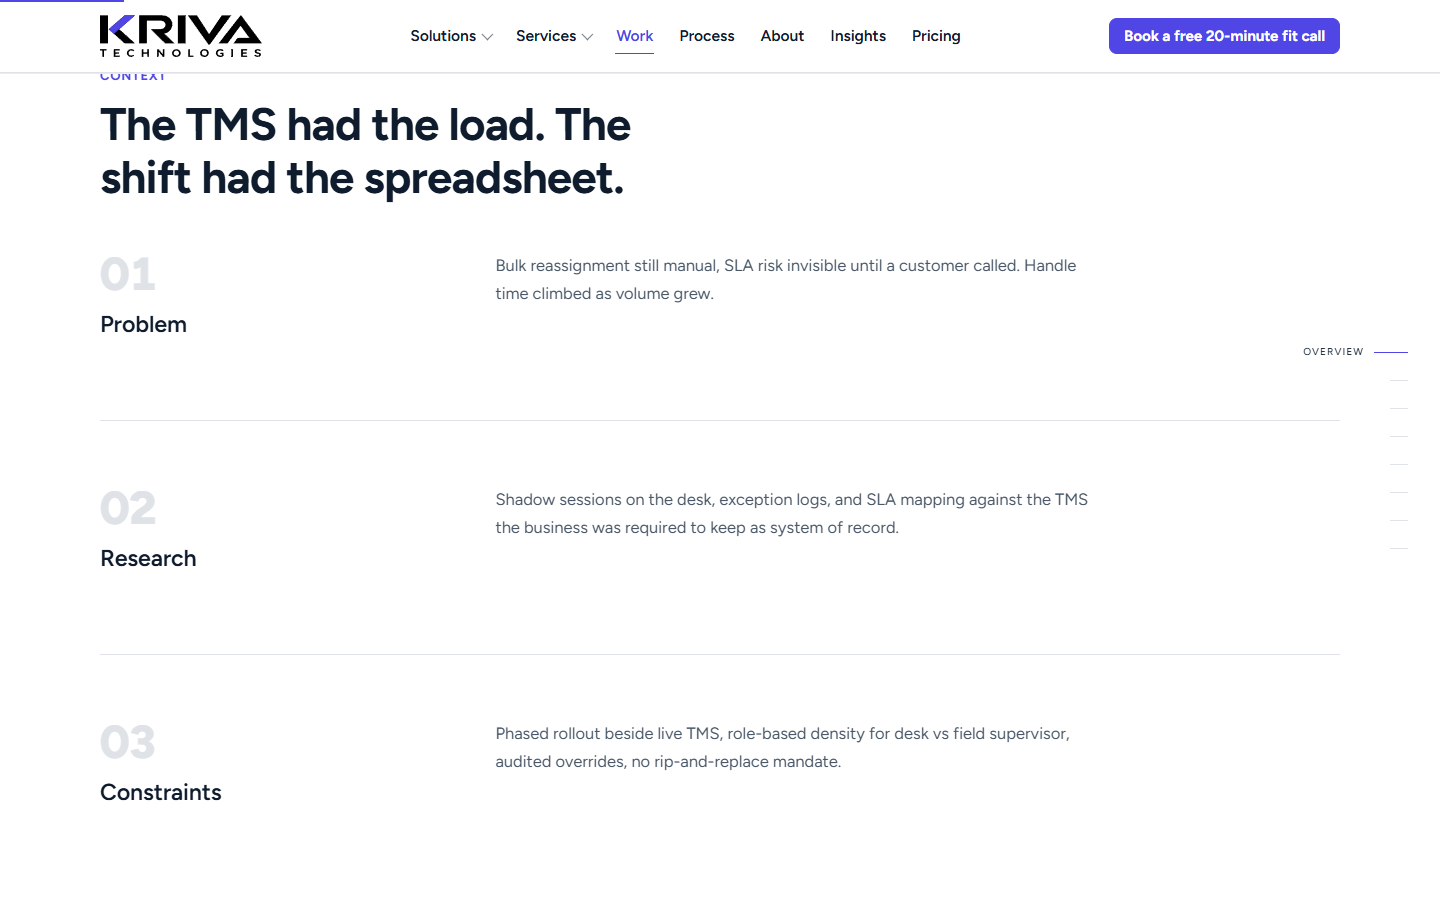 KRIVA
TECHNOLOGIES
Solutions
Services
Work
Process
About
Insights
Pricing
Book a free 20-minute fit call
CONTEXT
The TMS had the load. The
shift had the spreadsheet.
01
Problem
Bulk reassignment still manual, SLA risk invisible until a customer called. Handle
time climbed as volume grew.
OVERVIEW
02
Research
Shadow sessions on the desk, exception logs, and SLA mapping against the TMS
the business was required to keep as system of record.
03
Constraints
Phased rollout beside live TMS, role-based density for desk vs field supervisor,
audited overrides, no rip-and-replace mandate.